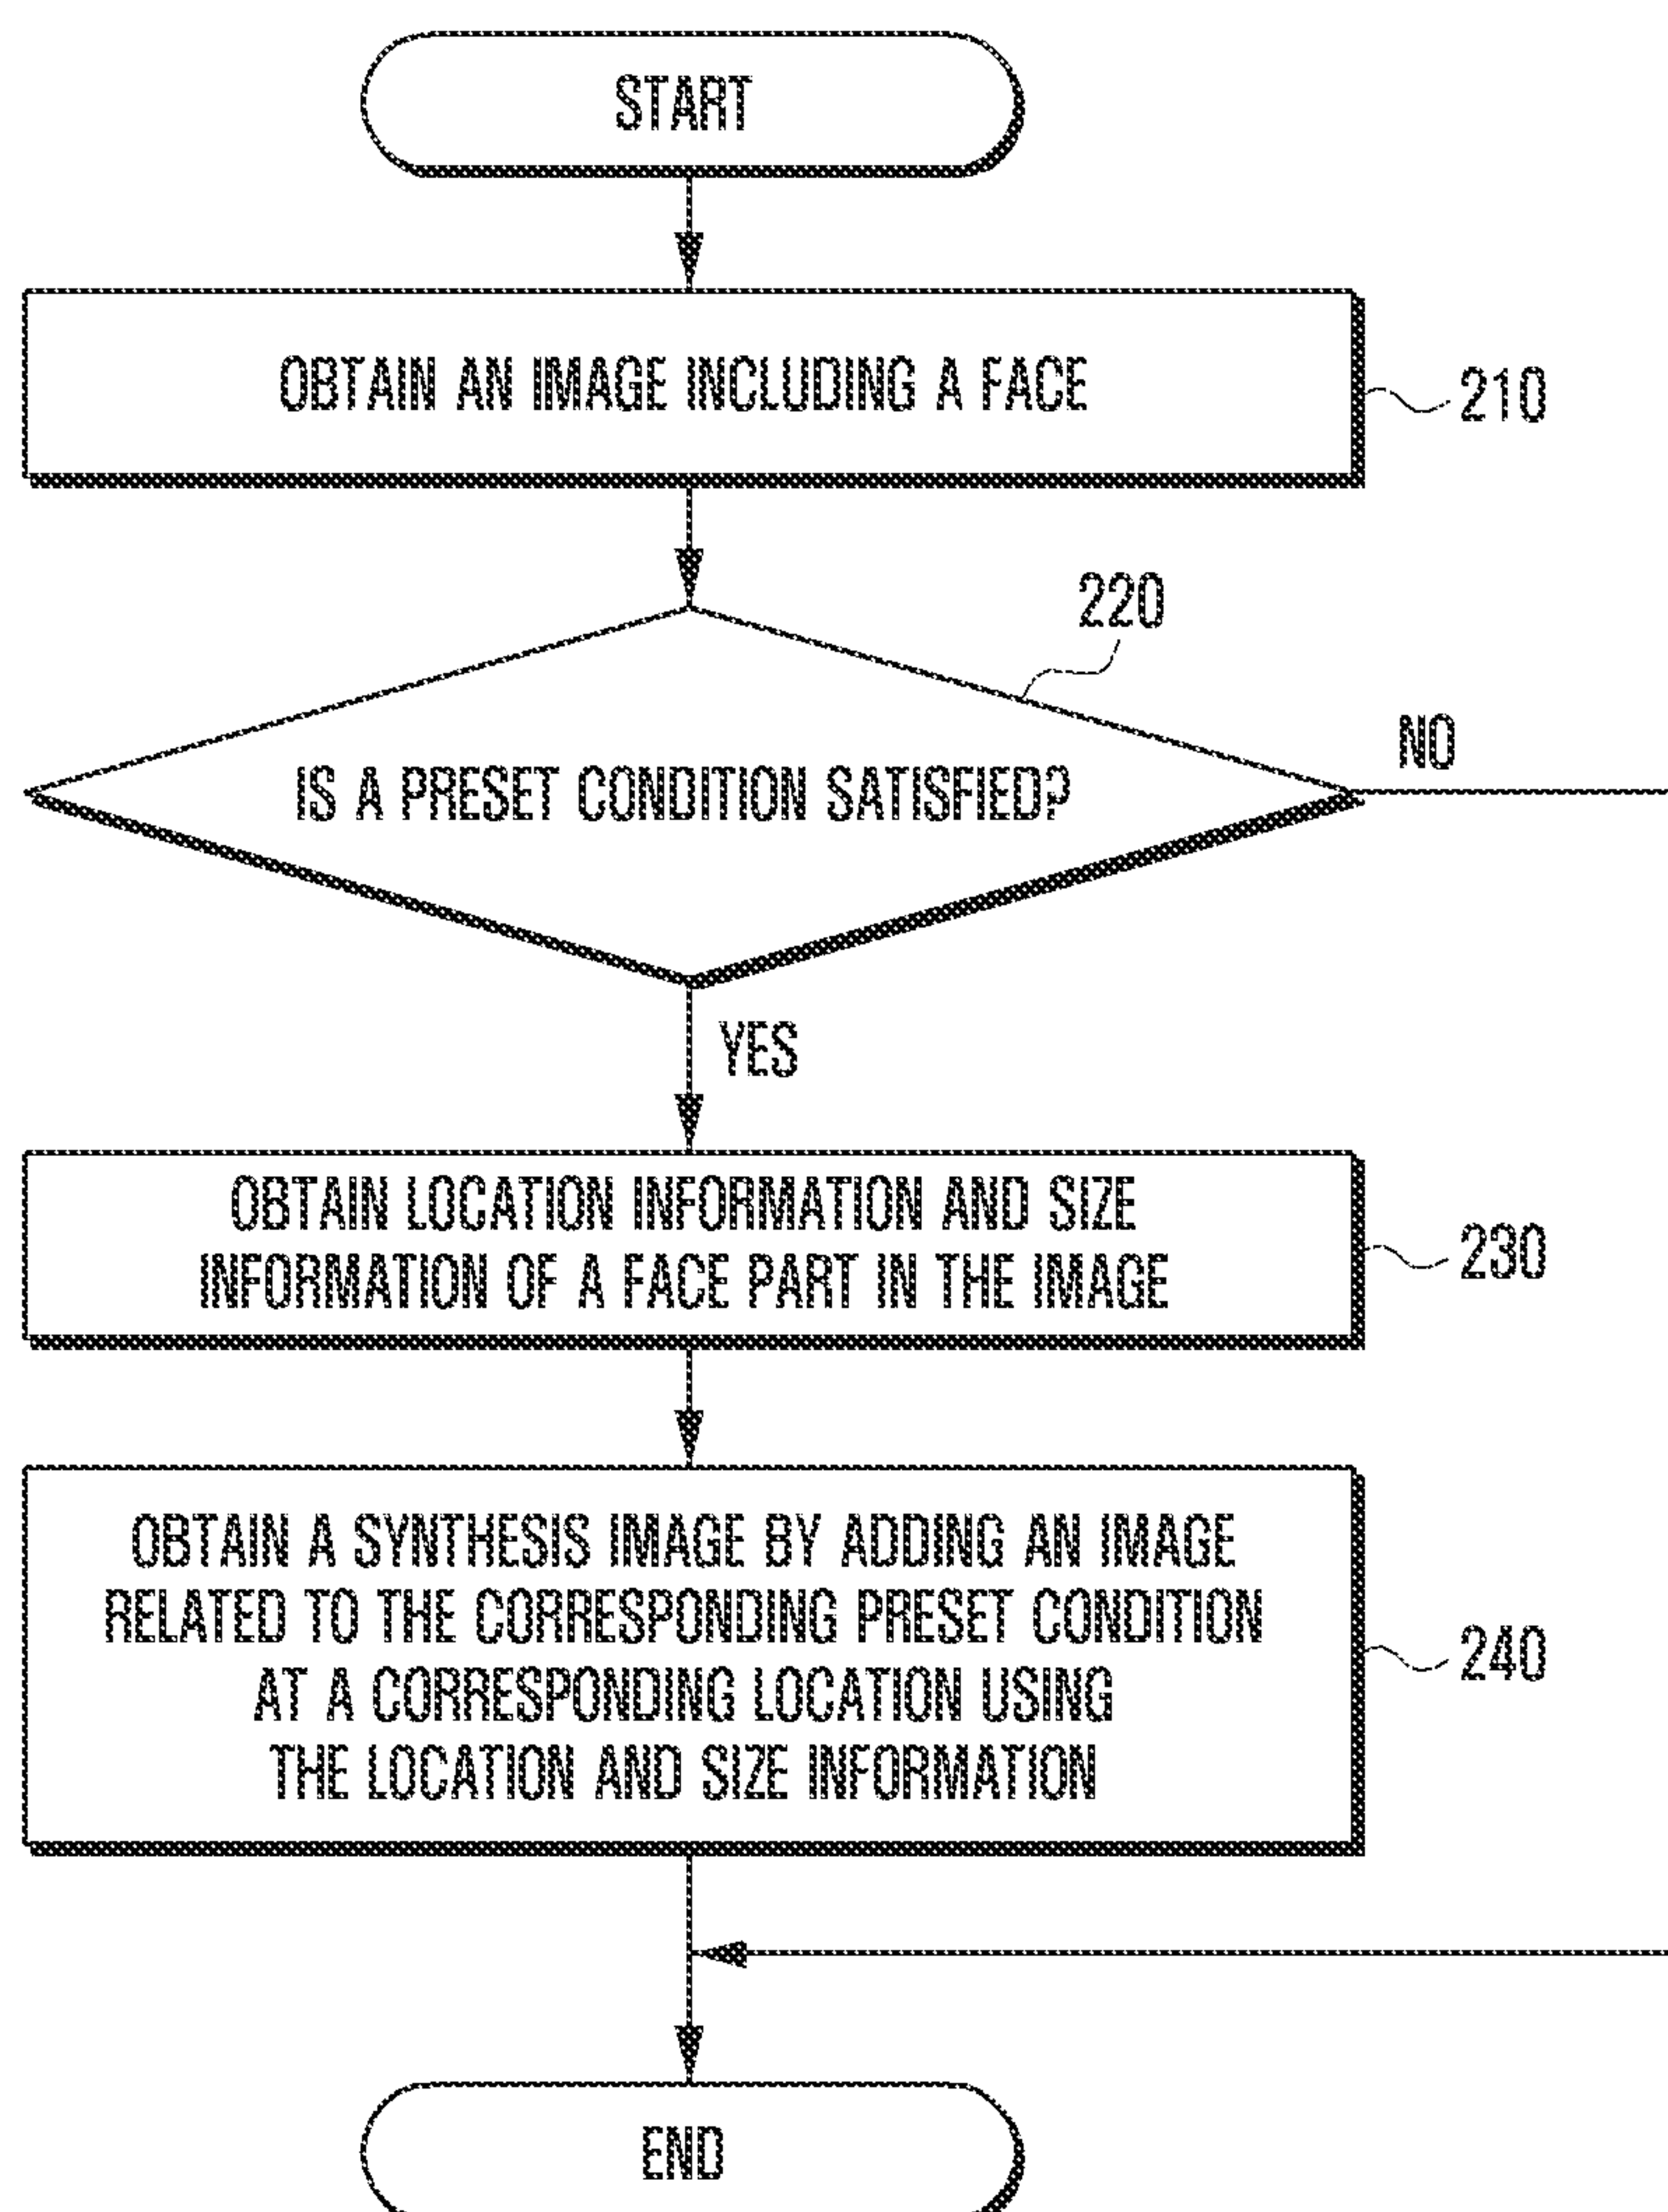 START
OBTAIN AN IMAGE INCLUDING A FACE
210
220
IS A PRESET CONDITION SATISFIED?
NO
YES
OBTAIN LOCATION INFORMATION AND SIZE
INFORMATION OF A FACE PART IN THE IMAGE
230
OBTAIN A SYNTHESIS IMAGE BY ADDING AN IMAGE
RELATED TO THE CORRESPONDING PRESET CONDITION
AT A CORRESPONDING LOCATION USING
THE LOCATION AND SIZE INFORMATION
240
END